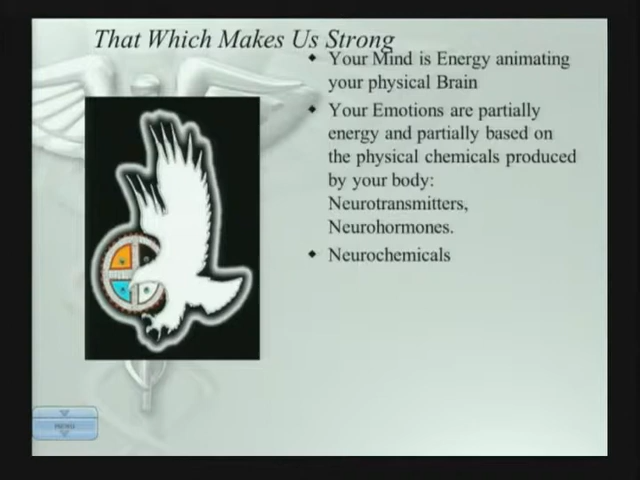 That Which Makes Us Strong
◆ Your Mind is Energy animating
your physical Brain
◆ Your Emotions are partially
energy and partially based on
the physical chemicals produced
by your body:
Neurotransmitters,
Neurohormones.
◆ Neurochemicals
MENU